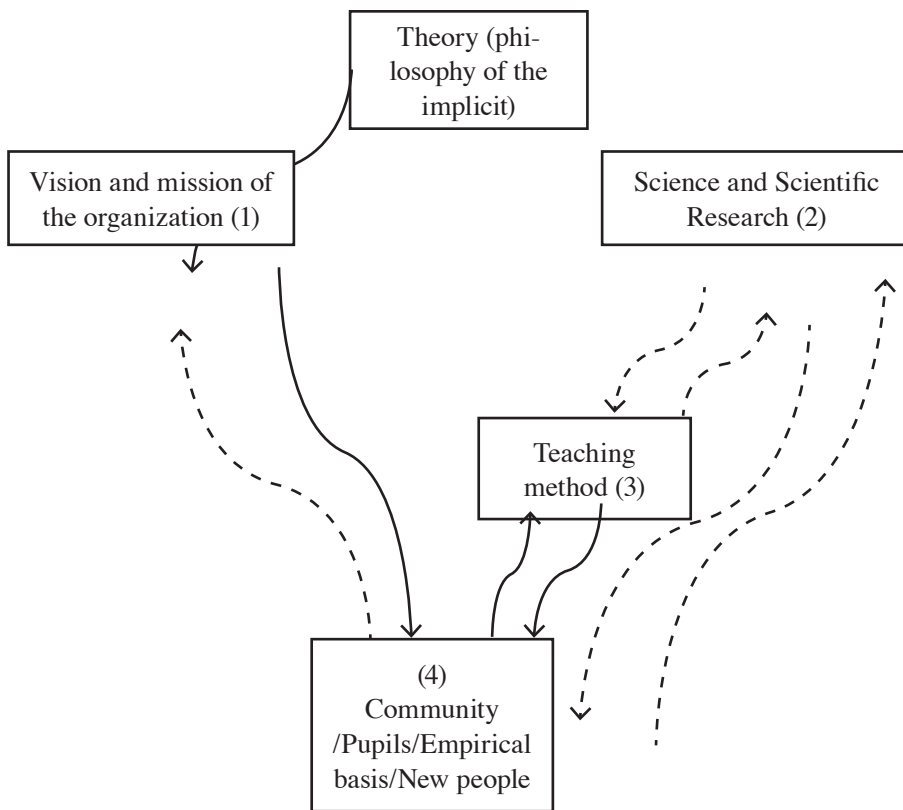 Theory (phi-
losophy of the
implicit)
Vision and mission of
the organization (1)
Science and Scientific
Research (2)
Teaching
method (3)
(4)
Community
/Pupils/Empirical
basis/New people